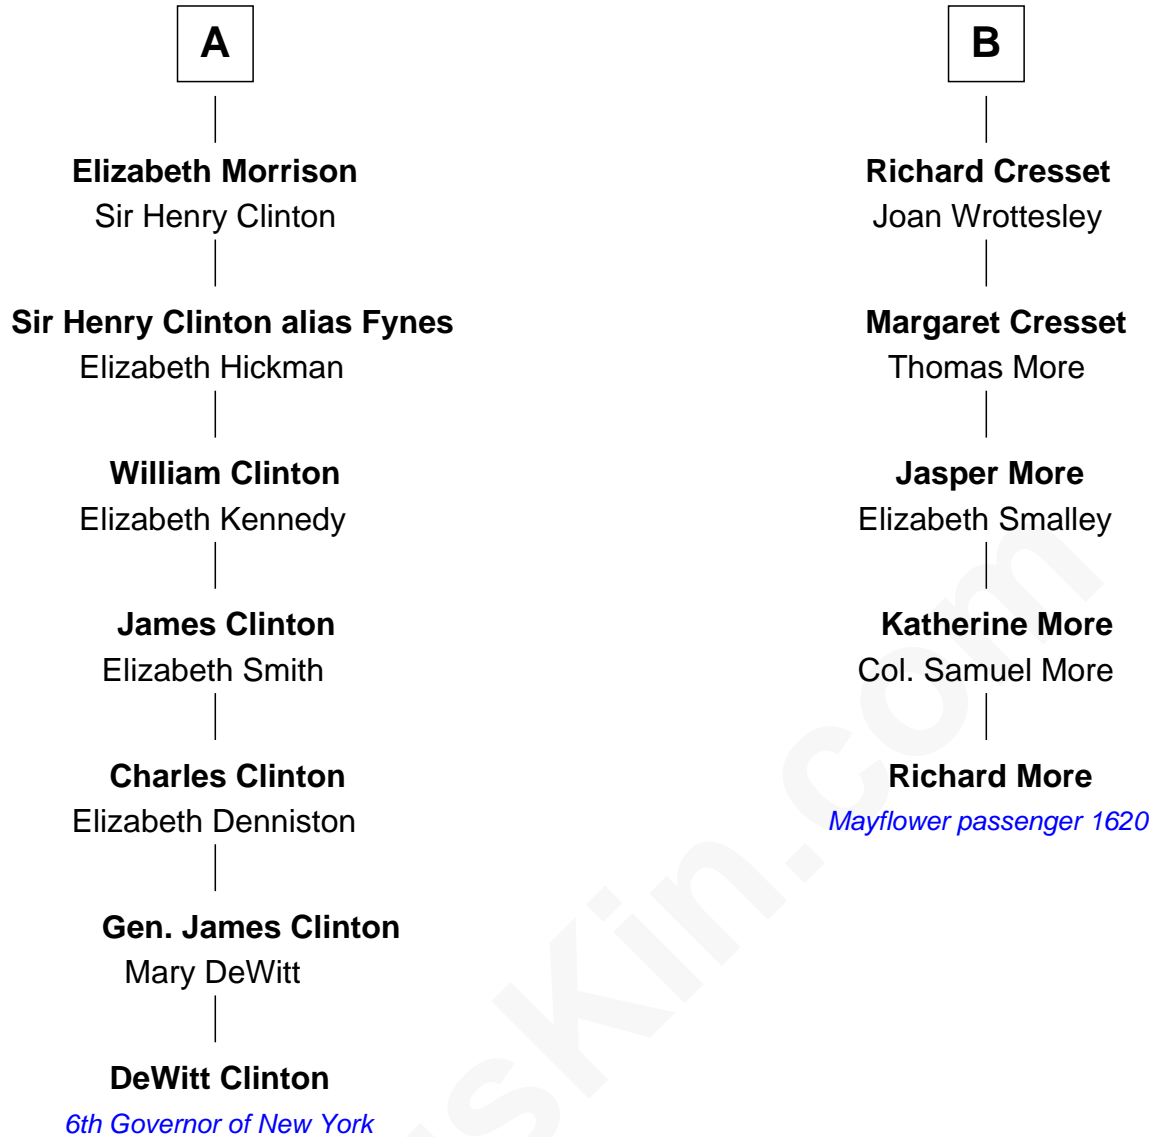 A
Elizabeth Morrison
Sir Henry Clinton
Sir Henry Clinton alias Fynes
Elizabeth Hickman
William Clinton
Elizabeth Kennedy
James Clinton
Elizabeth Smith
Charles Clinton
Elizabeth Denniston
Gen. James Clinton
Mary DeWitt
DeWitt Clinton
6th Governor of New York
B
Richard Cresset
Joan Wrottesley
Margaret Cresset
Thomas More
Jasper More
Elizabeth Smalley
Katherine More
Col. Samuel More
Richard More
Mayflower passenger 1620
sKin.com